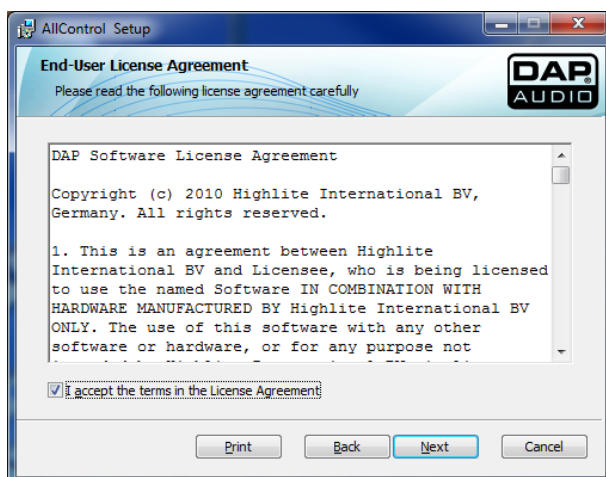 AllControl Setup
End-User License Agreement
Please read the following license agreement carefully
DAP
AUDIO
DAP Software License Agreement
Copyright (c) 2010 Highlite International BV,
Germany. All rights reserved.
1. This is an agreement between Highlite
International BV and Licensee, who is being licensed
to use the named Software IN COMBINATION WITH
HARDWARE MANUFACTURED BY Highlite International BV
ONLY. The use of this software with any other
software or hardware, or for any purpose not
I accept the terms in the License Agreement
Print
Back
Next
Cancel